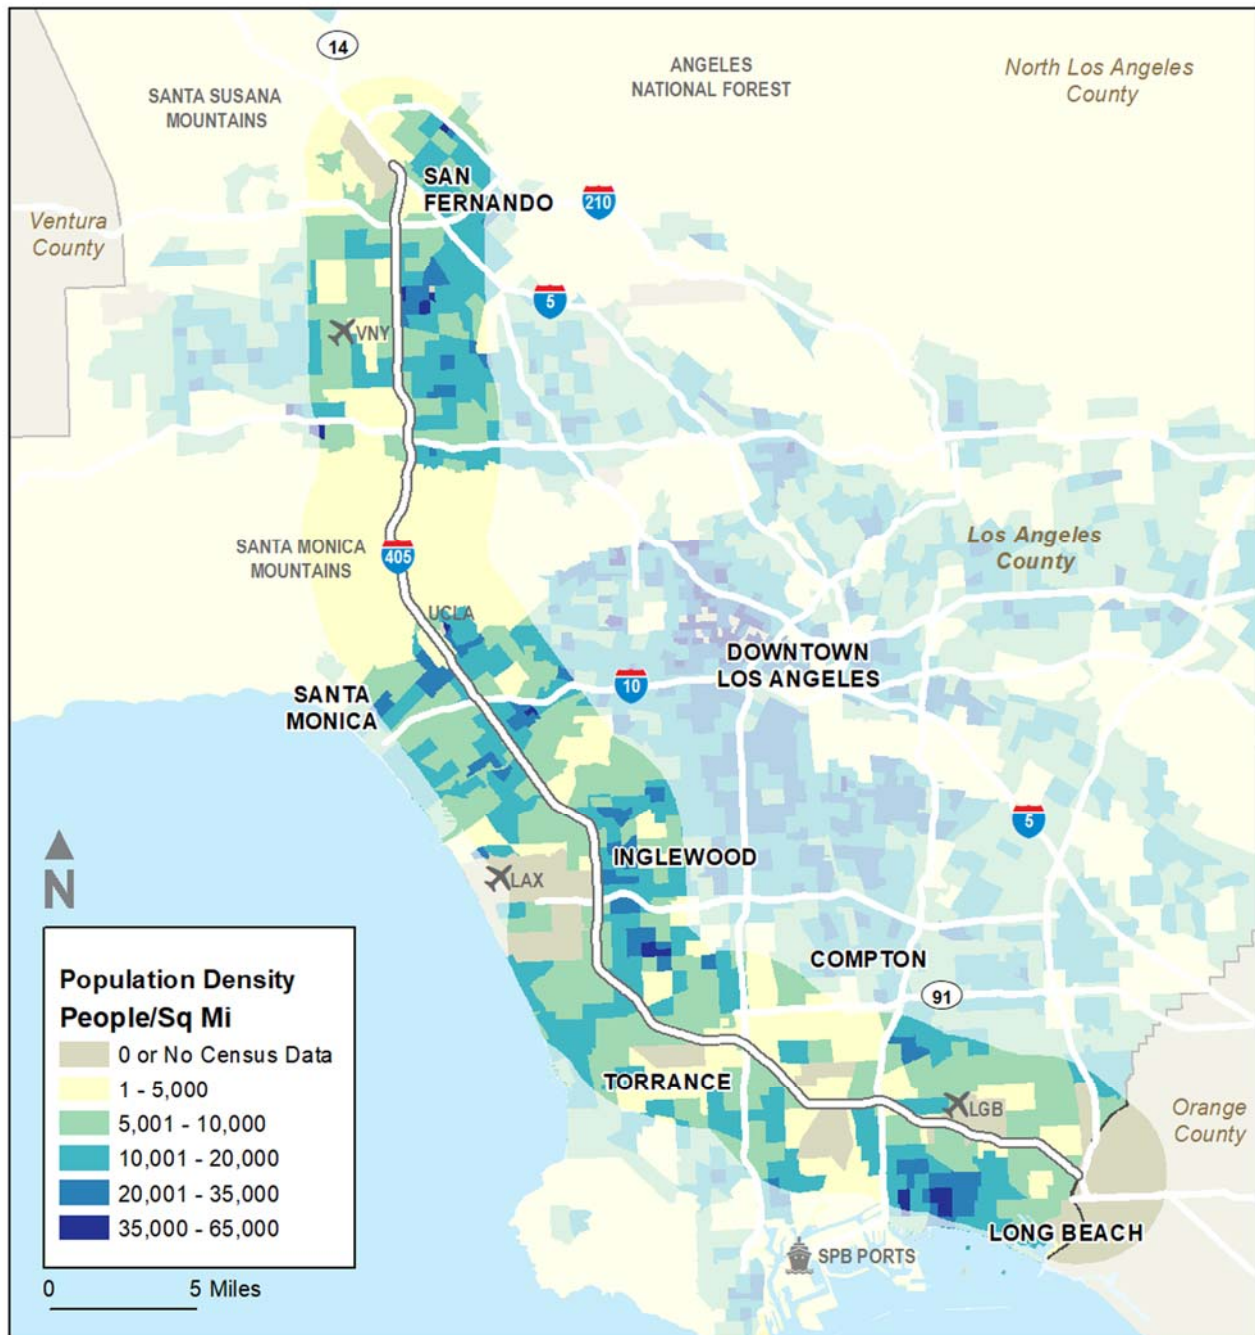 14
SANTA SUSANA
MOUNTAINS
ANGELES
NATIONAL FOREST
North Los Angeles
County
SAN
FERNANDO
210
Ventura
County
5
VNY
SANTA MONICA
MOUNTAINS
405
Los Angeles
County
UCLA
DOWNTOWN
LOS ANGELES
10
SANTA
MONICA
5
INGLEWOOD
LAX
N
COMPTON
91
TORRANCE
LGB
Orange
County
LONG BEACH
SPB PORTS
Population Density
People/Sq Mi
0 or No Census Data
1 - 5,000
5,001 - 10,000
10,001 - 20,000
20,001 - 35,000
35,000 - 65,000
0 5 Miles